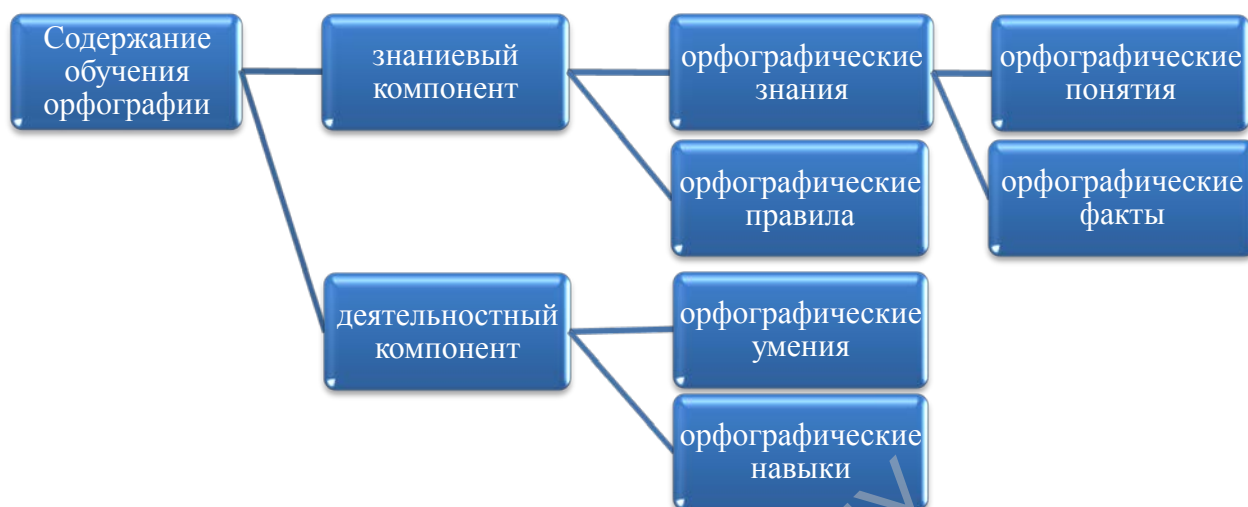 Содержание
обучения
орфографии
знаниевый
компонент
орфографические
знания
орфографические
понятия
орфографические
правила
орфографические
факты
деятельностный
компонент
орфографические
умения
орфографические
навыки